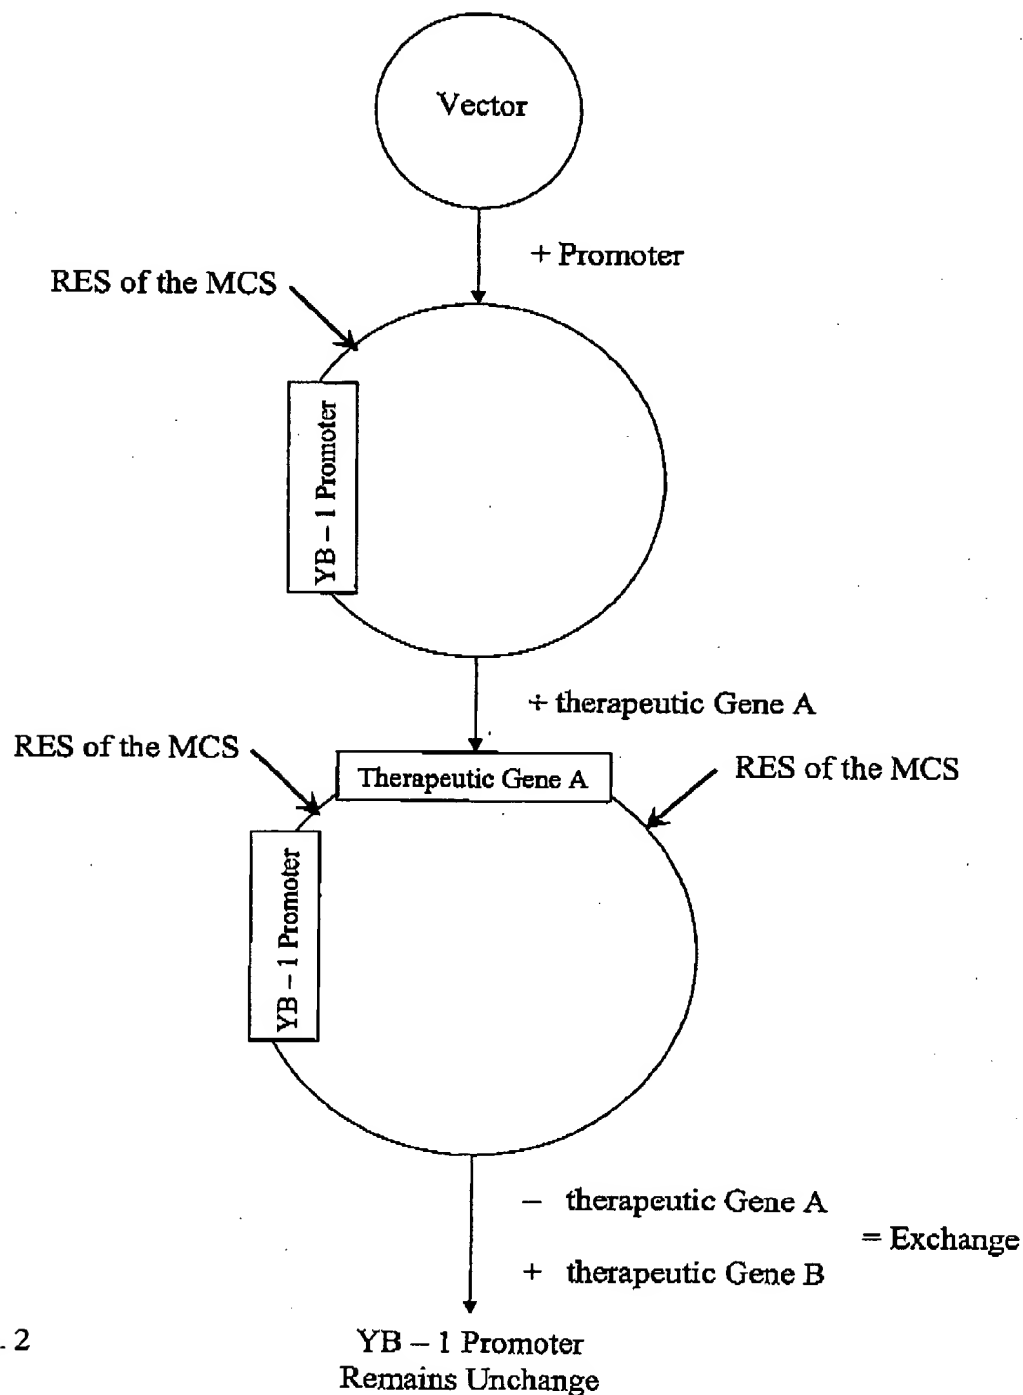 Vector
+ Promoter
RES of the MCS
YB – 1 Promoter
+ therapeutic Gene A
RES of the MCS
Therapeutic Gene A
RES of the MCS
YB – 1 Promoter
– therapeutic Gene A
= Exchange
+ therapeutic Gene B
. 2
YB – 1 Promoter
Remains Unchange